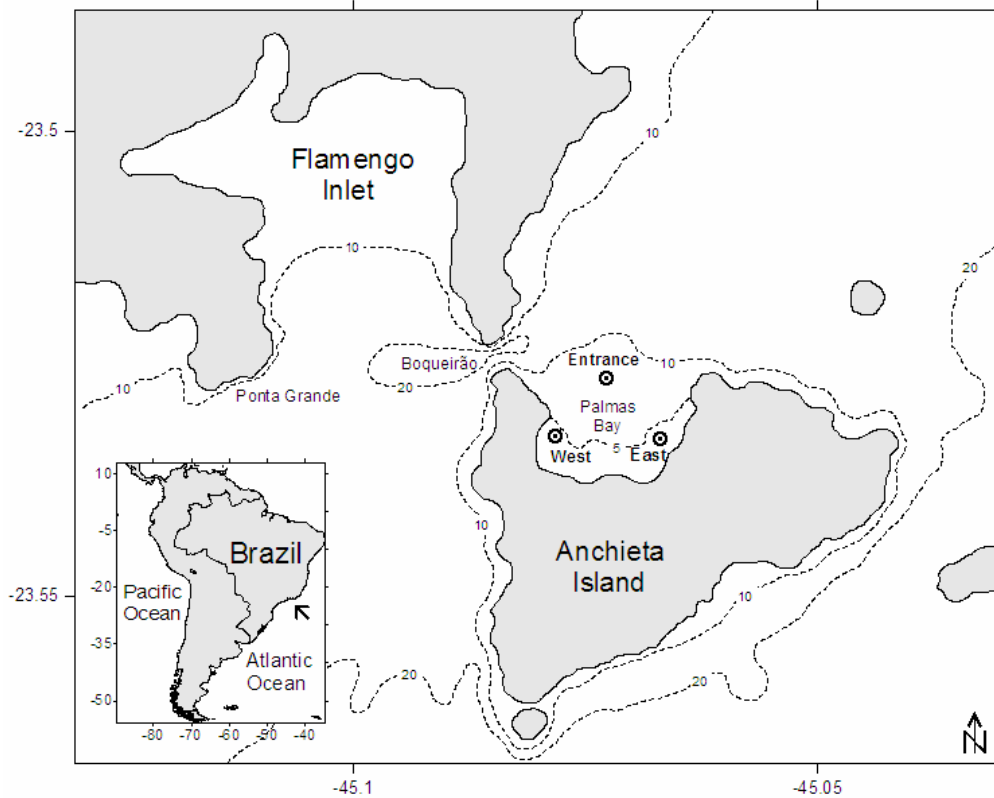 -23.5
10
Flamengo
Inlet
10
20
Boqueirão
20
Entrance
10
10
Ponta Grande
Palmas
Bay
5
West
East
10
10
-5
-20
-35
-50
Brazil
Pacific
Ocean
Atlantic
Ocean
-80
-70
-60
-50
-40
10
Anchieta
Island
-23.55
10
20
20
N
-45.1
-45.05